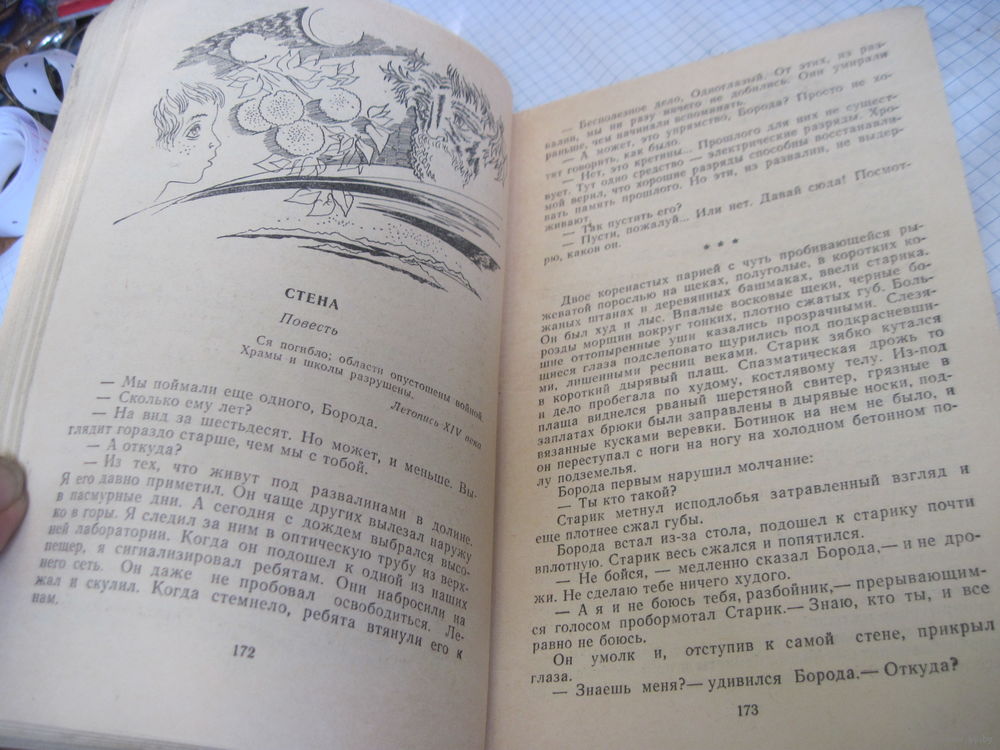 СТЕНА
Повесть
Ся погибло; области опустошены войной.
Храмы и школы разрушены.
Летопись XIV века
— Мы поймали еще одного, Борода.
— Сколько ему лет?
— На вид за шестьдесят. Но может, и меньше. Вы-
глядит гораздо старше, чем мы с тобой.
— А откуда?
— Из тех, что живут под развалинами в долине.
Я его давно приметил. Он чаще других вылезал наружу
в пасмурные дни. А сегодня с дождем выбрался высо-
ко в горы. Я следил за ним в оптическую трубу из верх-
ней лаборатории. Когда он подошел к одной из наших
пещер, я сигнализировал ребятам. Они набросили на
него сеть. Он даже не пробовал освободиться. Ле-
жал и скулил. Когда стемнело, ребята втянули его к
нам.
172
— Бесполезное дело, Одноглазый. От этих, из раз-
валин, мы ни разу ничего не добились. Они умирали
раньше, чем начинали вспоминать.
— А может, это упрямство, Борода? Просто не хо-
тят говорить, как было.
— Нет, это кретины... Прошлого для них не сущест-
вует. Тут одно средство — электрические разряды. Хро-
мой верил, что хорошие разряды способны восстанавли-
вать память прошлого. Но эти, из развалин, не выдер-
живают.
— Так пустить его?
— Пусти, пожалуй... Или нет. Давай сюда! Посмот-
рю, каков он.
* * *
Двое коренастых парней с чуть пробивающейся ры-
жеватой порослью на щеках, полуголые, в коротких ко-
жаных штанах и деревянных башмаках, ввели старика.
Он был худ и лыс. Впалые восковые щеки, черные бо-
розды морщин вокруг тонких, плотно сжатых губ. Боль-
шие оттопыренные уши казались прозрачными. Слезя-
щиеся глаза подслеповато щурились под подкрасневши-
ми, лишенными ресниц веками. Старик зябко кутался
в короткий дырявый плащ. Спазматическая дрожь то
и дело пробегала по худому, костлявому телу. Из-под
плаща виднелся рваный шерстяной свитер, грязные в
заплатах брюки были заправлены в дырявые носки, под-
вязанные кусками веревки. Ботинок на нем не было, и
он переступал с ноги на ногу на холодном бетонном по-
лу подземелья.
Борода первым нарушил молчание:
— Ты кто такой?
Старик метнул исподлобья затравленный взгляд и
еще плотнее сжал губы.
Борода встал из-за стола, подошел к старику почти
вплотную. Старик весь сжался и попятился.
— Не бойся, — медленно сказал Борода,— и не дро-
жи. Не сделаю тебе ничего худого.
— А я и не боюсь тебя, разбойник,— прерывающим-
ся голосом пробормотал Старик.— Знаю, кто ты, и все
равно не боюсь.
Он умолк и, отступив к самой стене, прикрыл
глаза.
— Знаешь меня?— удивился Борода.— Откуда?
173